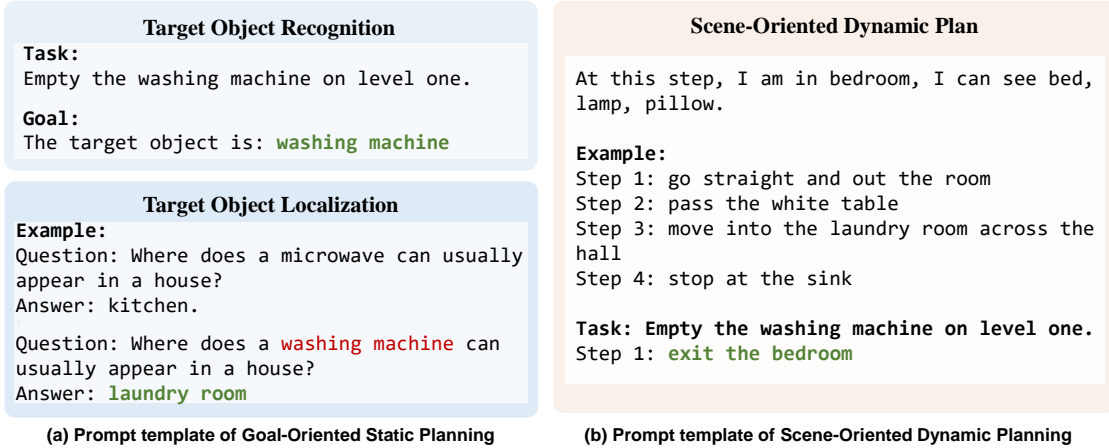 Target Object Recognition
Task:
Empty the washing machine on level one.
Goal:
The target object is: washing machine
Target Object Localization
Example:
Question: Where does a microwave can usually
appear in a house?
Answer: kitchen.
Question: Where does a washing machine can
usually appear in a house?
Answer: laundry room
(a) Prompt template of Goal-Oriented Static Planning
Scene-Oriented Dynamic Plan
At this step, I am in bedroom, I can see bed,
lamp, pillow.
Example:
Step 1: go straight and out the room
Step 2: pass the white table
Step 3: move into the laundry room across the
hall
Step 4: stop at the sink
Task: Empty the washing machine on level one.
Step 1: exit the bedroom
(b) Prompt template of Scene-Oriented Dynamic Planning